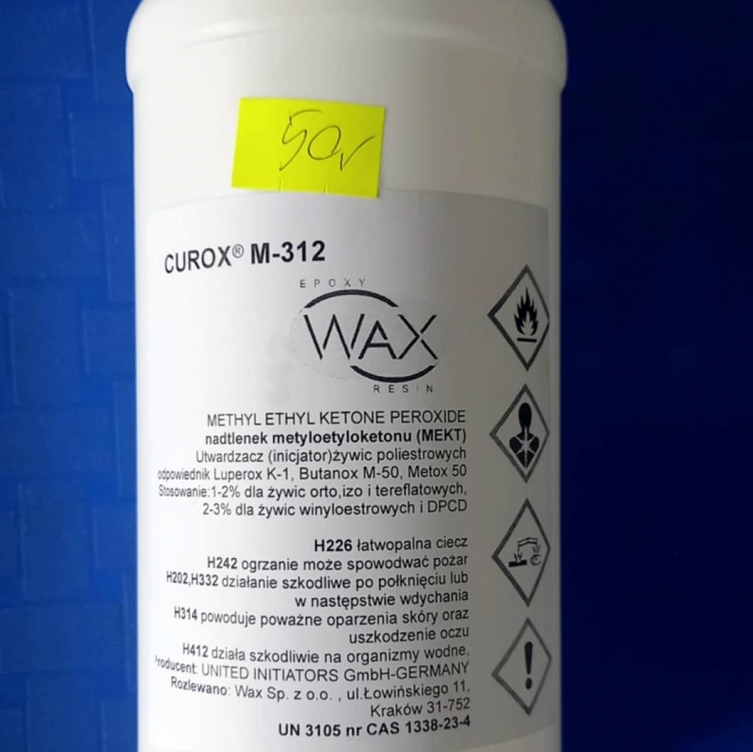 50v
CUROX® M-312
EPOXY
WAX
RESIN
METHYL ETHYL KETONE PEROXIDE
nadtlenek metyloetyloketonu (MEKT)
Utwardzacz (inicjator)żywic poliestrowych
odpowiednik Luperox K-1, Butanox M-50, Metox 50
Stosowanie:1-2% dla żywic orto,izo i tereflatowych,
2-3% dla żywic winyloestrowych i DPCD
H226 łatwopalna ciecz
H242 ogrzanie może spowodwać pożar
H202,H332 działanie szkodliwe po połknięciu lub
w następstwie wdychania
H314 powoduje poważne oparzenia skóry oraz
uszkodzenie oczu
H412 działa szkodliwie na organizmy wodne,
Producent: UNITED INITIATORS GmbH-GERMANY
Rozlewano: Wax Sp. z o.o. , ul.Łowińskiego 11,
Kraków 31-752
UN 3105 nr CAS 1338-23-4